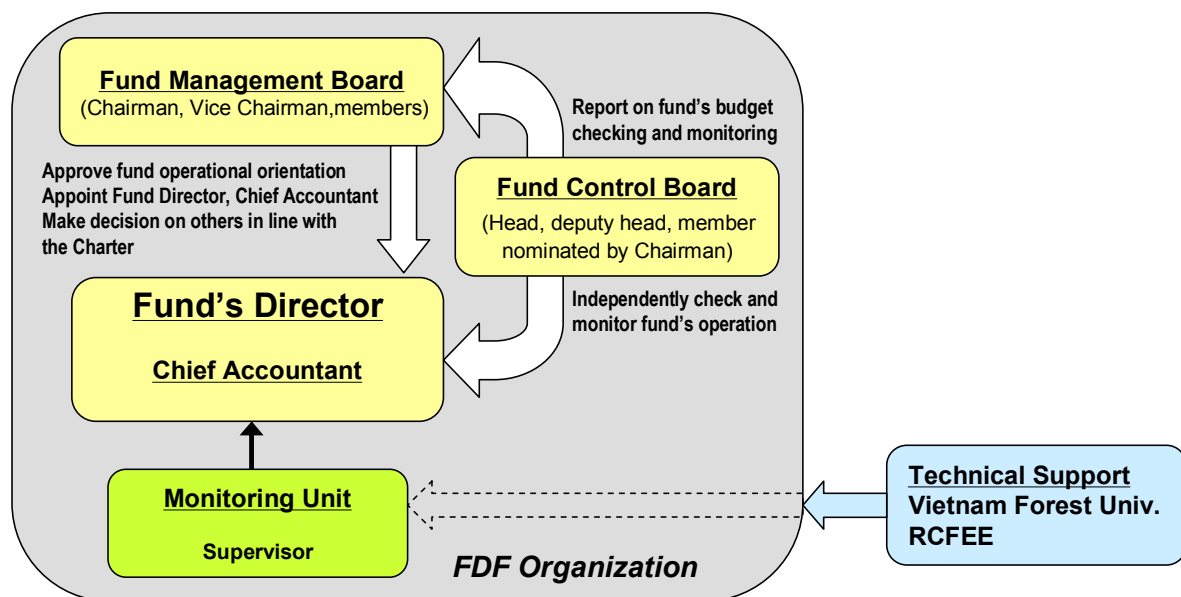 Fund Management Board
(Chairman, Vice Chairman,members)
Report on fund's budget
checking and monitoring
Approve fund operational orientation
Appoint Fund Director, Chief Accountant
Make decision on others in line with
the Charter
Fund Control Board
(Head, deputy head, member
nominated by Chairman)
Independently check and
monitor fund's operation
Fund's Director
Chief Accountant
Monitoring Unit
Supervisor
FDF Organization
Technical Support
Vietnam Forest Univ.
RCFEE